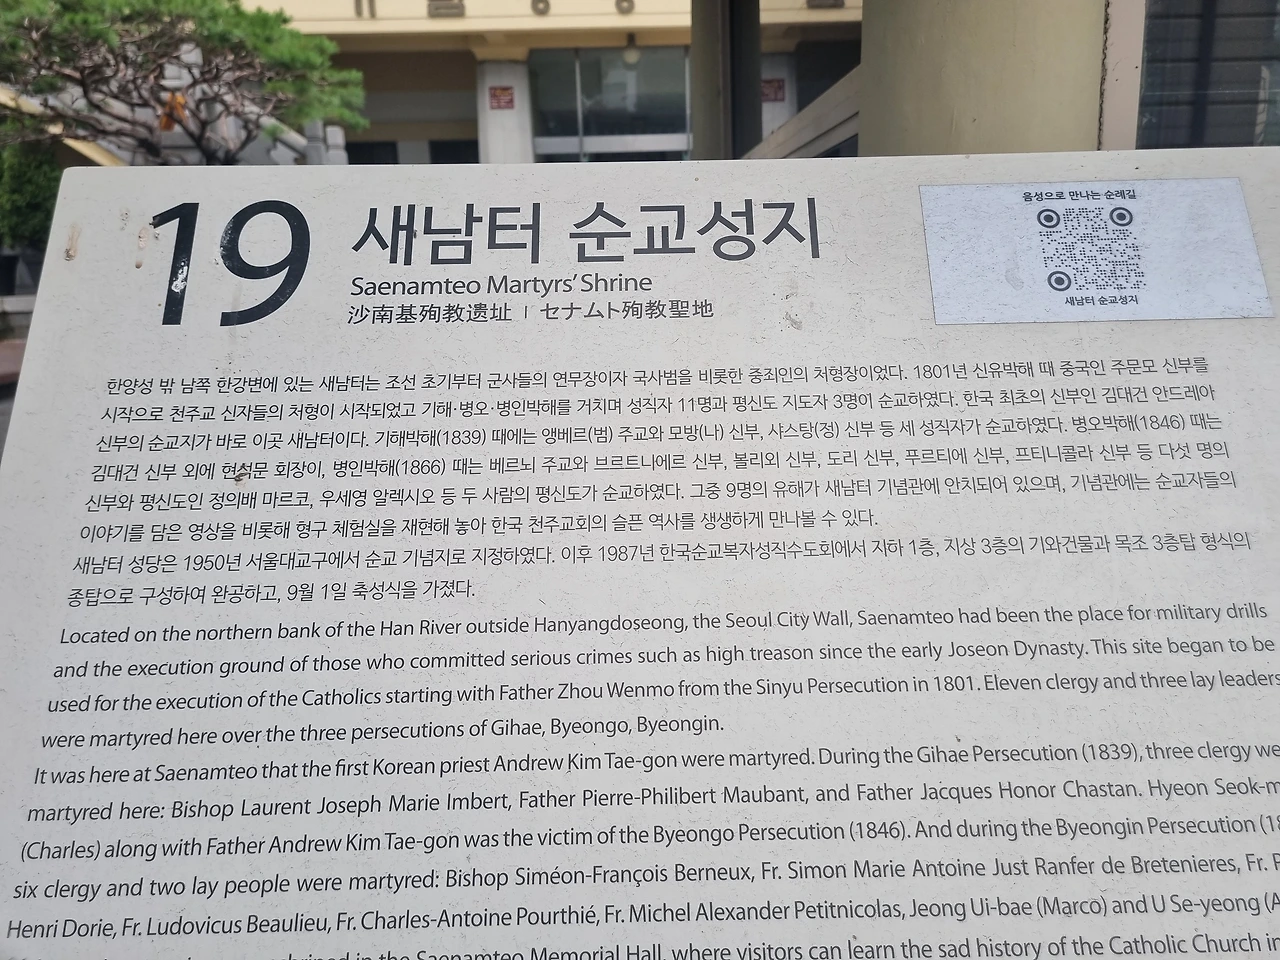 19
새남터 순교성지
Saenamteo Martyrs' Shrine
沙南基殉教遗址 | セナムト殉教聖地
음성으로 만나는 순례길
새남터 순교성지
한양성 밖 남쪽 한강변에 있는 새남터는 조선 초기부터 군사들의 연무장이자 국사범을 비롯한 중죄인의 처형장이었다. 1801년 신유박해 때 중국인 주문모 신부를
시작으로 천주교 신자들의 처형이 시작되었고 기해·병오·병인박해를 거치며 성직자 11명과 평신도 지도자 3명이 순교하였다. 한국 최초의 신부인 김대건 안드레아
신부의 순교지가 바로 이곳 새남터이다. 기해박해(1839) 때에는 앵베르(범) 주교와 모방(나) 신부, 샤스탕(정) 신부 등 세 성직자가 순교하였다. 병오박해(1846) 때는
김대건 신부 외에 현석문 회장이, 병인박해(1866) 때는 베르뇌 주교와 브르트니에르 신부, 볼리외 신부, 도리 신부, 푸르티에 신부, 프티니콜라 신부 등 다섯 명의
신부와 평신도인 정의배 마르코, 우세영 알렉시오 등 두 사람의 평신도가 순교하였다. 그중 9명의 유해가 새남터 기념관에 안치되어 있으며, 기념관에는 순교자들의
이야기를 담은 영상을 비롯해 형구 체험실을 재현해 놓아 한국 천주교회의 슬픈 역사를 생생하게 만나볼 수 있다.
새남터 성당은 1950년 서울대교구에서 순교 기념지로 지정하였다. 이후 1987년 한국순교복자성직수도회에서 지하 1층, 지상 3층의 기와건물과 목조 3층탑 형식의
종탑으로 구성하여 완공하고, 9월 1일 축성식을 가졌다.
Located on the northern bank of the Han River outside Hanyangdoseong, the Seoul City Wall, Saenamteo had been the place for military drills
and the execution ground of those who committed serious crimes such as high treason since the early Joseon Dynasty. This site began to be
used for the execution of the Catholics starting with Father Zhou Wenmo from the Sinyu Persecution in 1801. Eleven clergy and three lay leaders
were martyred here over the three persecutions of Gihae, Byeongo, Byeongin.
It was here at Saenamteo that the first Korean priest Andrew Kim Tae-gon were martyred. During the Gihae Persecution (1839), three clergy we
martyred here: Bishop Laurent Joseph Marie Imbert, Father Pierre-Philibert Maubant, and Father Jacques Honor Chastan. Hyeon Seok-m
(Charles) along with Father Andrew Kim Tae-gon was the victim of the Byeongo Persecution (1846). And during the Byeongin Persecution (18
six clergy and two lay people were martyred: Bishop Siméon-François Berneux, Fr. Simon Marie Antoine Just Ranfer de Bretenieres, Fr. P
Henri Dorie, Fr. Ludovicus Beaulieu, Fr. Charles-Antoine Pourthié, Fr. Michel Alexander Petitnicolas, Jeong Ui-bae (Marco) and U Se-yeong (A
in the Saenamteo Memorial Hall, where visitors can learn the sad history of the Catholic Church in